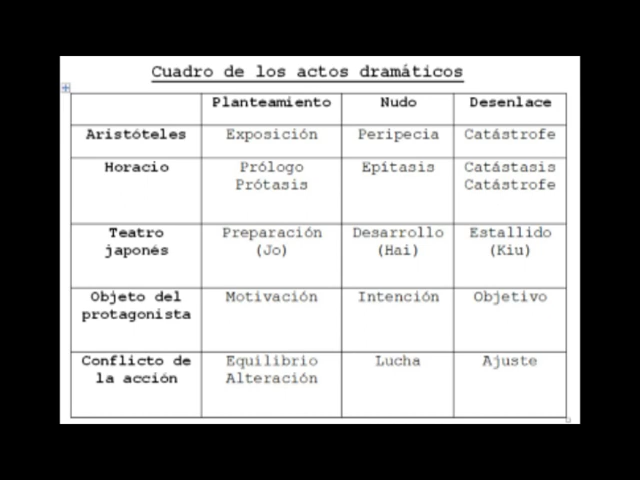 Cuadro de los actos dramáticos
Planteamiento Nudo Desenlace
Aristóteles Exposición Peripecia Catástrofe
Horacio Prólogo Epítasis Catástasis
Prótasis Catástrofe
Teatro Preparación Desarrollo Estallido
japonés (Jo) (Hai) (Kiu)
Objeto del Motivación Intención Objetivo
protagonista
Conflicto de Equilibrio Lucha Ajuste
la acción Alteración